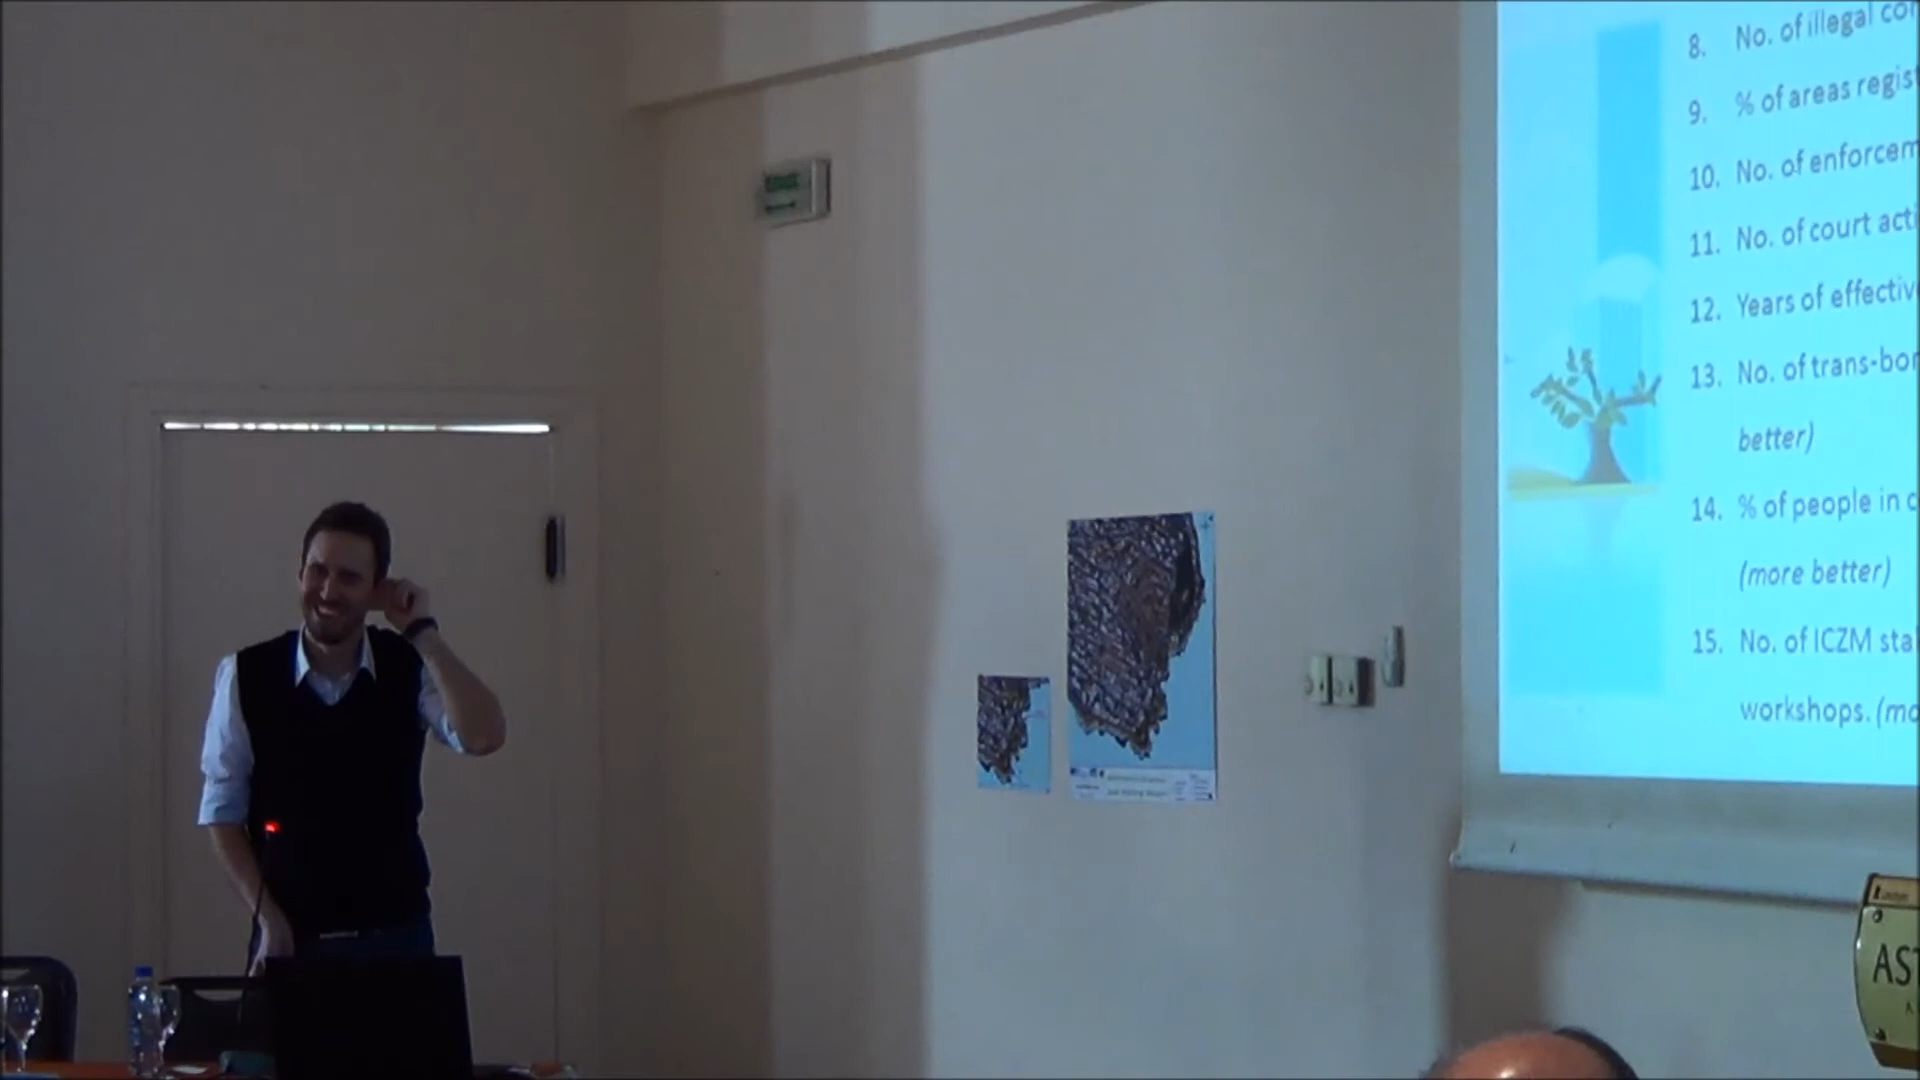 8. No. of illegal co
9. % of areas regist
10. No. of enforcem
11. No. of court acti
12. Years of effectiv
13. No. of trans-bor
better)
14. % of people in c
(more better)
15. No. of ICZM sta
workshops. (mo
AST